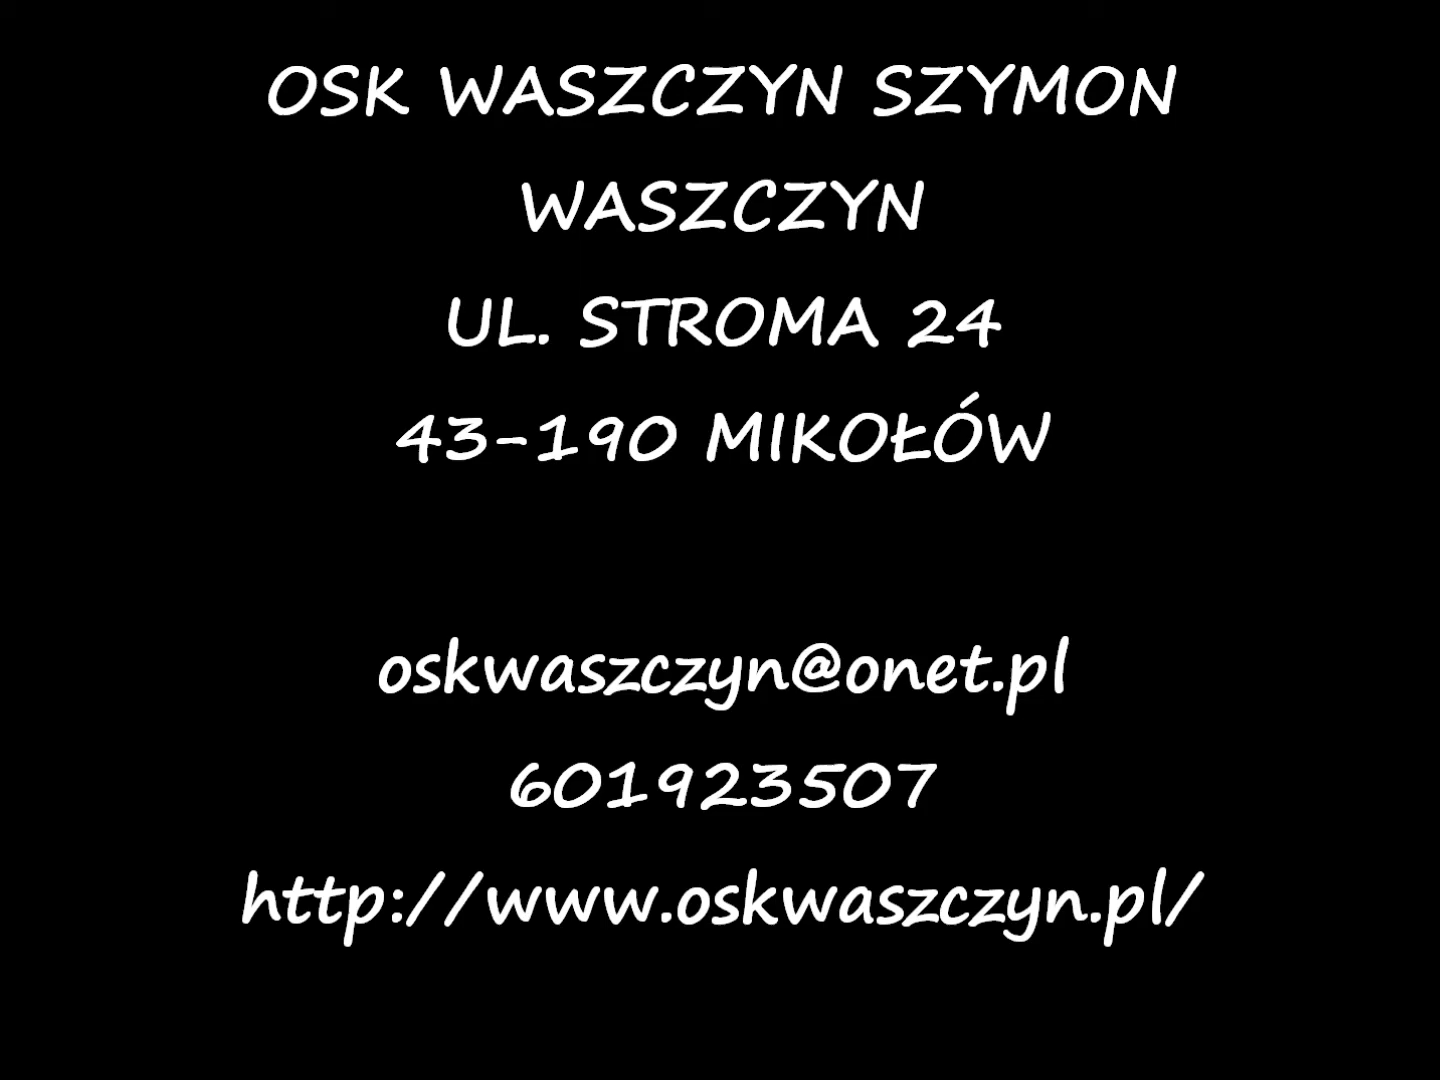 OSK WASZCZYN SZYMON
WASZCZYN
UL. STROMA 24
43-190 MIKOŁÓW
oskwaszczyn@onet.pl
601923507
http://www.oskwaszczyn.pl/